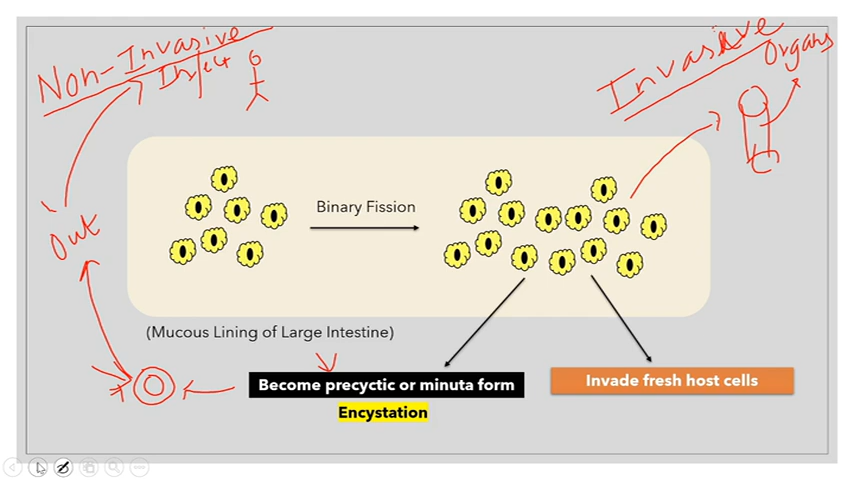 Non-Invasive
Invasive
Organs
Out
Binary Fission
(Mucous Lining of Large Intestine)
Become precyctic or minuta form
Encystation
Invade fresh host cells